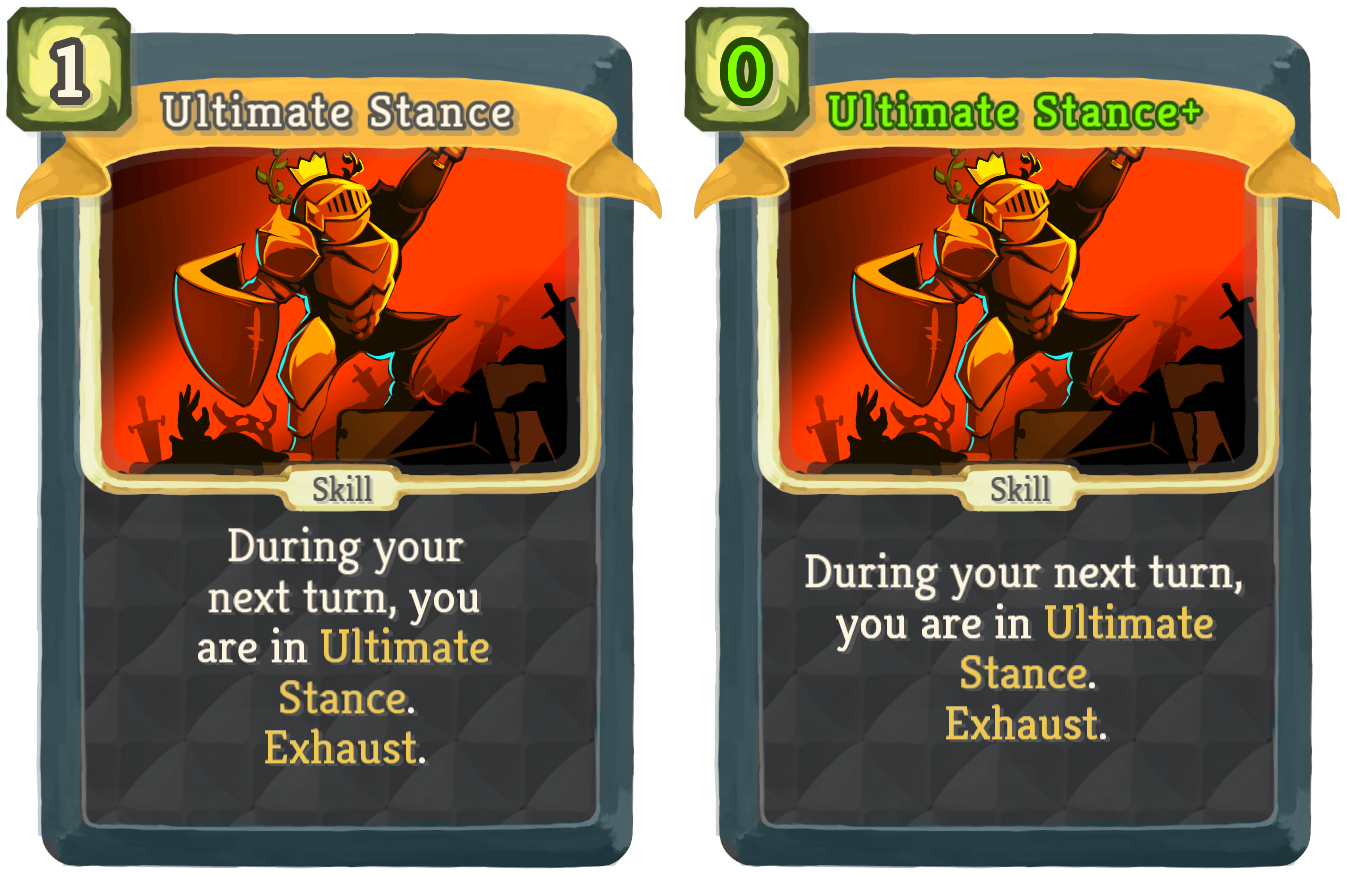 1
Ultimate Stance
Skill
During your
next turn, you
are in Ultimate
Stance.
Exhaust.
0
Ultimate Stance+
Skill
During your next turn,
you are in Ultimate
Stance.
Exhaust.